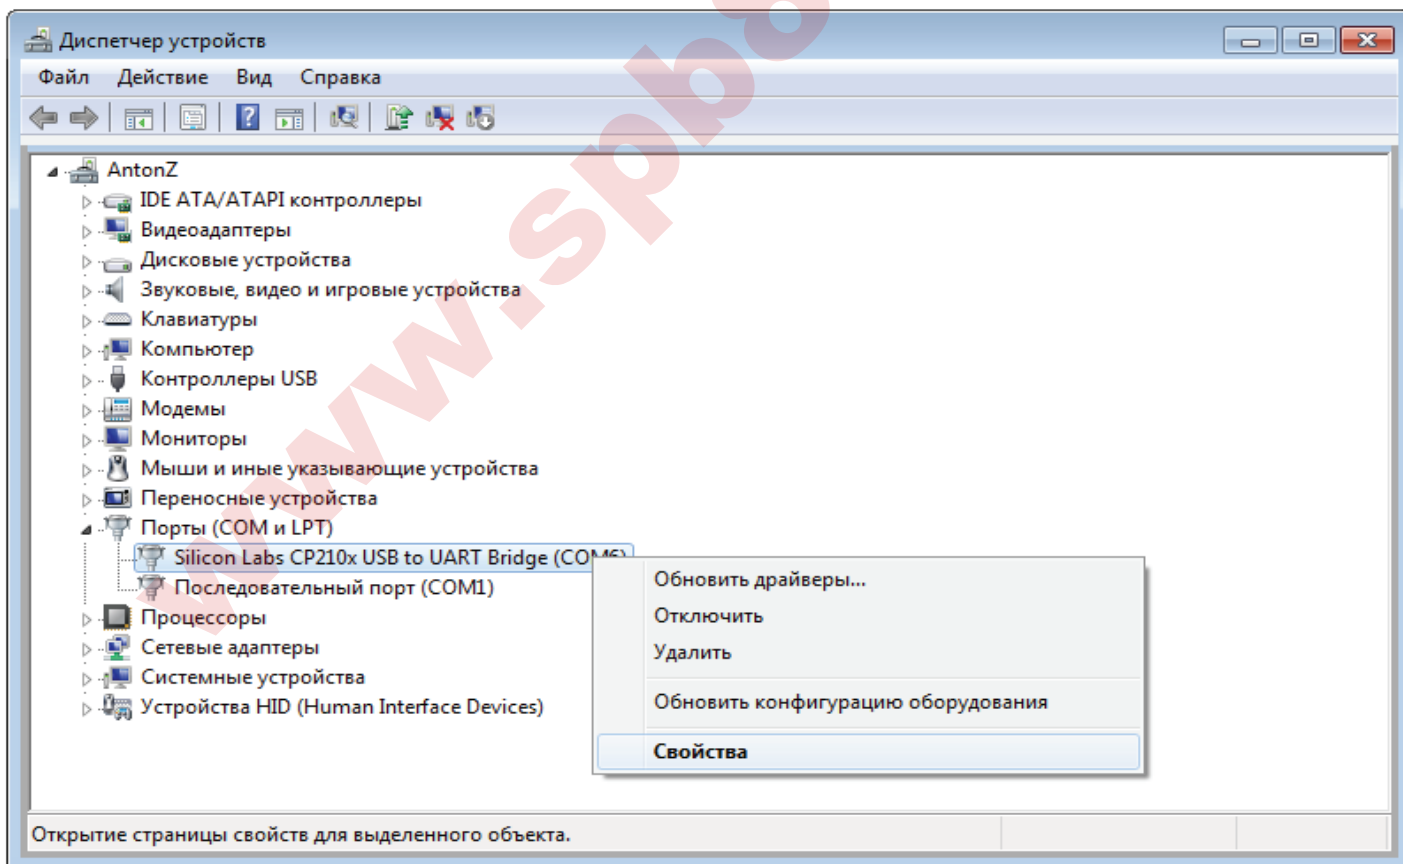 Диспетчер устройств
Файл Действие Вид Справка
AntonZ
IDE ATA/ATAPI контроллеры
Видеоадаптеры
Дисковые устройства
Звуковые, видео и игровые устройства
Клавиатуры
Компьютер
Контроллеры USB
Модемы
Мониторы
Мыши и иные указывающие устройства
Переносные устройства
Порты (COM и LPT)
Silicon Labs CP210x USB to UART Bridge (COM6)
Последовательный порт (COM1)
Процессоры
Сетевые адаптеры
Системные устройства
Устройства HID (Human Interface Devices)
Обновить драйверы...
Отключить
Удалить
Обновить конфигурацию оборудования
Свойства
Открытие страницы свойств для выделенного объекта.
www.spb